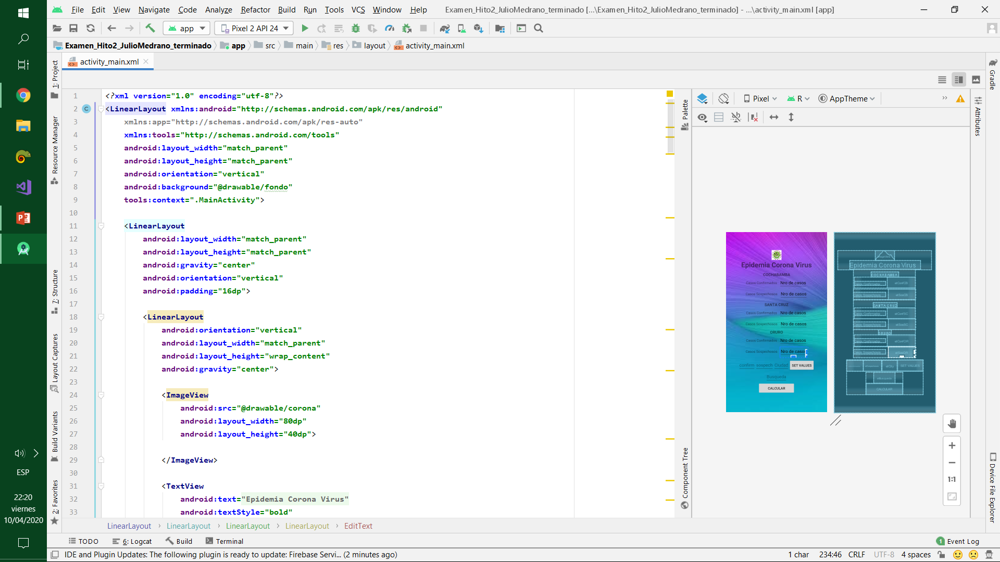 File Edit View Navigate Code Analyze Refactor Build Run Tools VCS Window Help Examen_Hito2_JulioMedrano_terminado [...\Examen_Hito2_JulioMedrano_terminado] - ...\activity_main.xml [app]
app Pixel 2 API 24
Examen_Hito2_JulioMedrano_terminado app src main res layout activity_main.xml
activity_main.xml
1: Project
Resource Manager
7: Structure
Layout Captures
Build Variants
2: Favorites
1 <?xml version="1.0" encoding="utf-8"?>
2 <LinearLayout xmlns:android="http://schemas.android.com/apk/res/android"
3 xmlns:app="http://schemas.android.com/apk/res-auto"
4 xmlns:tools="http://schemas.android.com/tools"
5 android:layout_width="match_parent"
6 android:layout_height="match_parent"
7 android:orientation="vertical"
8 android:background="@drawable/fondo"
9 tools:context=".MainActivity">
10
11 <LinearLayout
12 android:layout_width="match_parent"
13 android:layout_height="match_parent"
14 android:gravity="center"
15 android:orientation="vertical"
16 android:padding="16dp">
17
18 <LinearLayout
19 android:orientation="vertical"
20 android:layout_width="match_parent"
21 android:layout_height="wrap_content"
22 android:gravity="center">
23
24 <ImageView
25 android:src="@drawable/corona"
26 android:layout_width="80dp"
27 android:layout_height="40dp">
28
29 </ImageView>
30
31 <TextView
32 android:text="Epidemia Corona Virus"
33 android:textStyle="bold"
Palette
Component Tree
Pixel R AppTheme
Epidemia Corona Virus
COCHABAMBA
Casos Confirmados Nro de casos
Casos Sospechosos Nro de casos
SANTA CRUZ
Casos Confirmados Nro de casos
Casos Sospechosos Nro de casos
ORURO
Casos Confirmados Nro de casos
Casos Sospechosos Nro de casos
confirm sospech Ciudad SET VALUES
Búsqueda
CALCULAR
Epidemia Corona Virus
COCHABAMBA
Casos Confirmados
Casos Sospechosos
SANTA CRUZ
Casos Confirmados
Casos Sospechosos
ORURO
Casos Confirmados
Casos Sospechosos
SET VALUES
CALCULAR
1:1
Gradle
Attributes
Device File Explorer
LinearLayout LinearLayout LinearLayout LinearLayout EditText
TODO 6: Logcat Build Terminal 1 Event Log
IDE and Plugin Updates: The following plugin is ready to update: Firebase Servi... (2 minutes ago) 1 char 234:46 CRLF UTF-8 4 spaces
ESP
22:20
viernes
10/04/2020